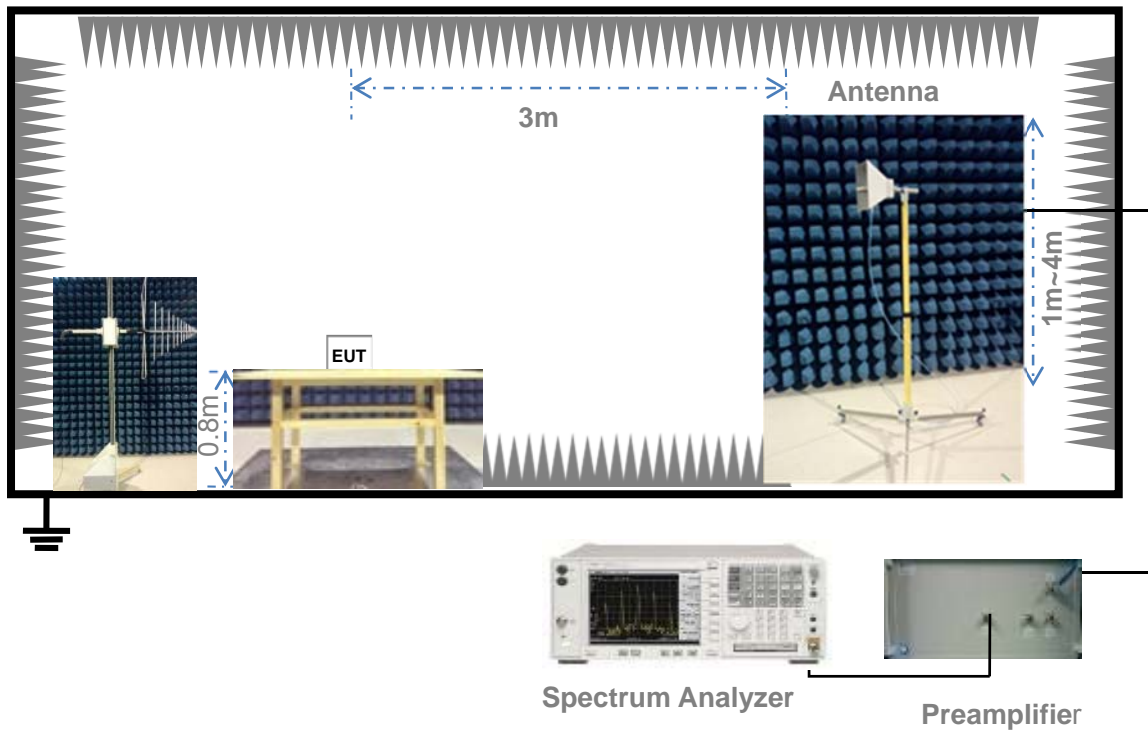 Antenna
3m
1m~4m
EUT
0.8m
Spectrum Analyzer
Preamplifier